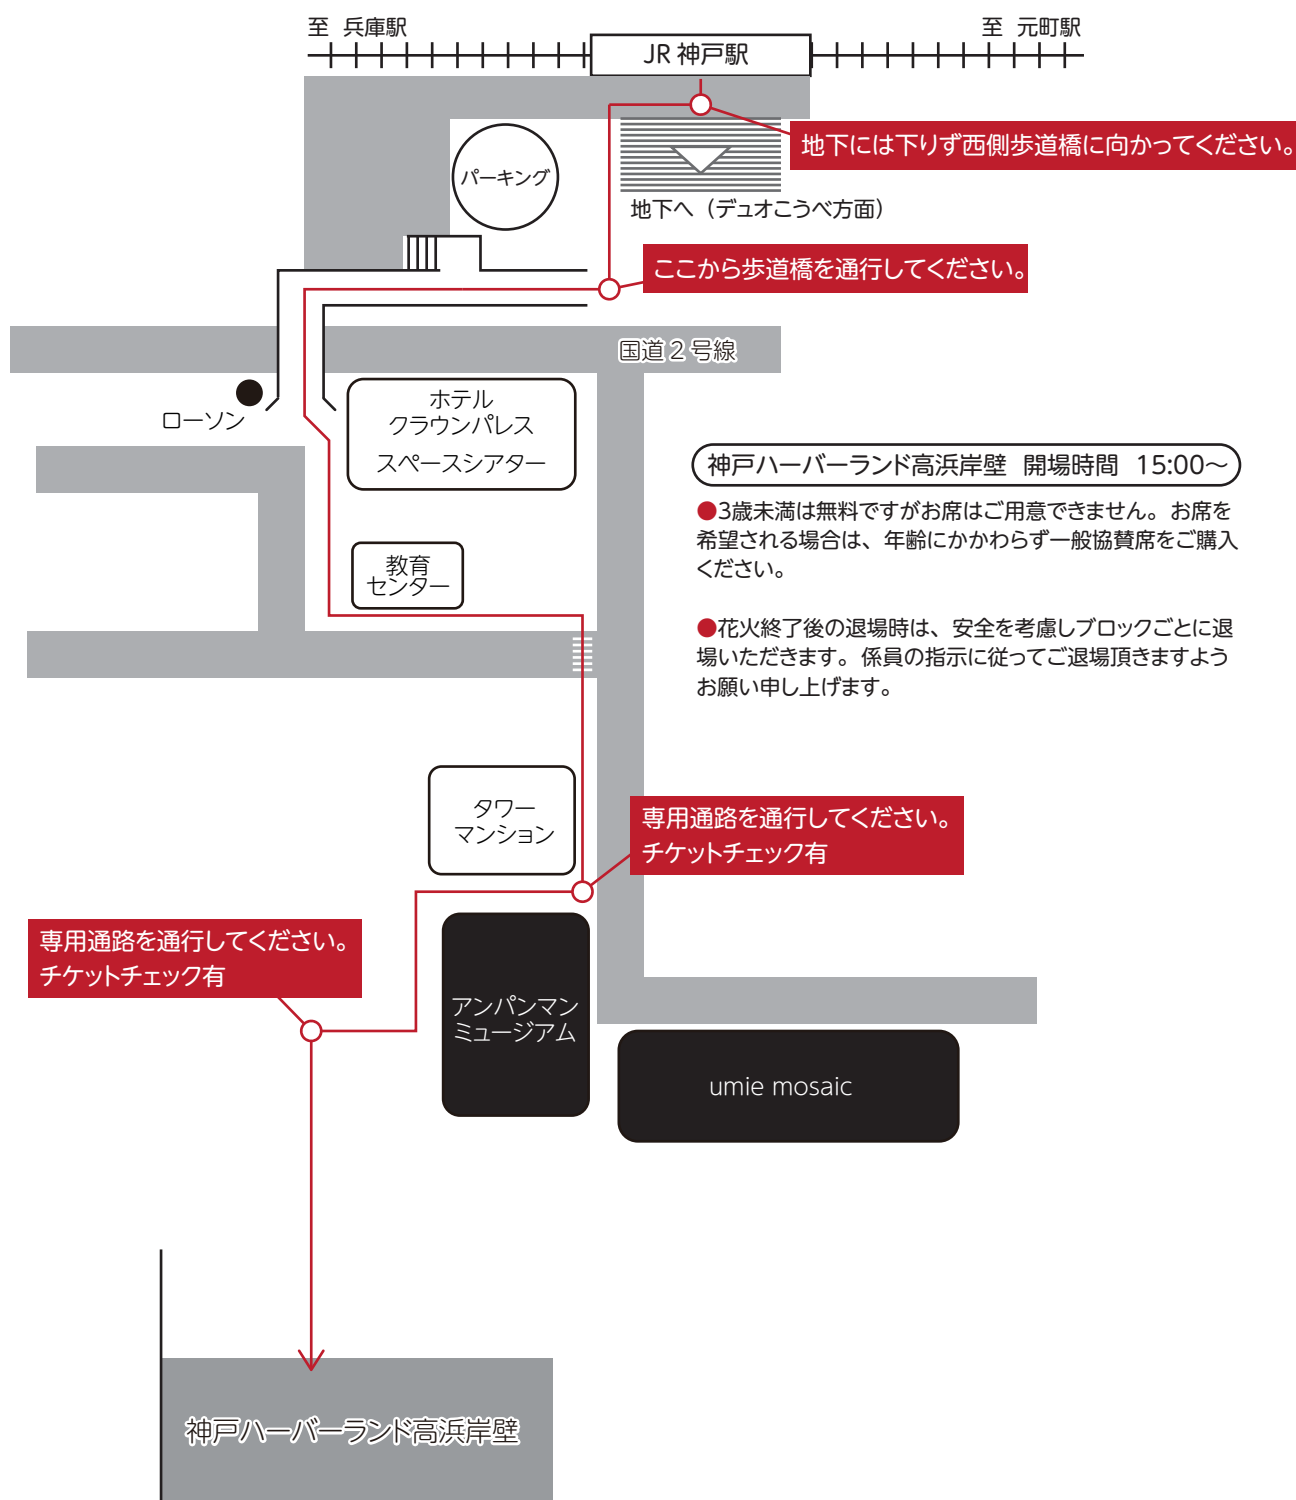 至 兵庫駅
至 元町駅
JR 神戸駅
地下には下りず西側歩道橋に向かってください。
パーキング
地下へ（デュオこうべ方面）
ここから歩道橋を通行してください。
国道２号線
ローソン
ホテル
クラウンパレス
スペースシアター
神戸ハーバーランド高浜岸壁 開場時間 15:00～
●3歳未満は無料ですがお席はご用意できません。お席を
希望される場合は、年齢にかかわらず一般協賛席をご購入
ください。
教育
センター
●花火終了後の退場時は、安全を考慮しブロックごとに退
場いただきます。係員の指示に従ってご退場頂きますよう
お願い申し上げます。
タワー
マンション
専用通路を通行してください。
チケットチェック有
専用通路を通行してください。
チケットチェック有
アンパンマン
ミュージアム
umie mosaic
神戸ハーバーランド高浜岸壁